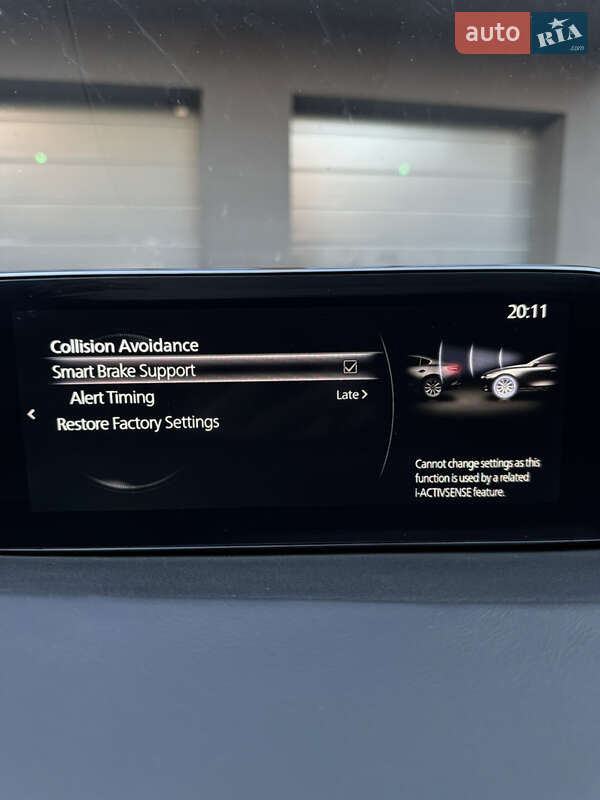 auto RIA.com
20:11
Collision Avoidance
Smart Brake Support
Alert Timing Late
Restore Factory Settings
Cannot change settings as this
function is used by a related
i-ACTIVSENSE feature.